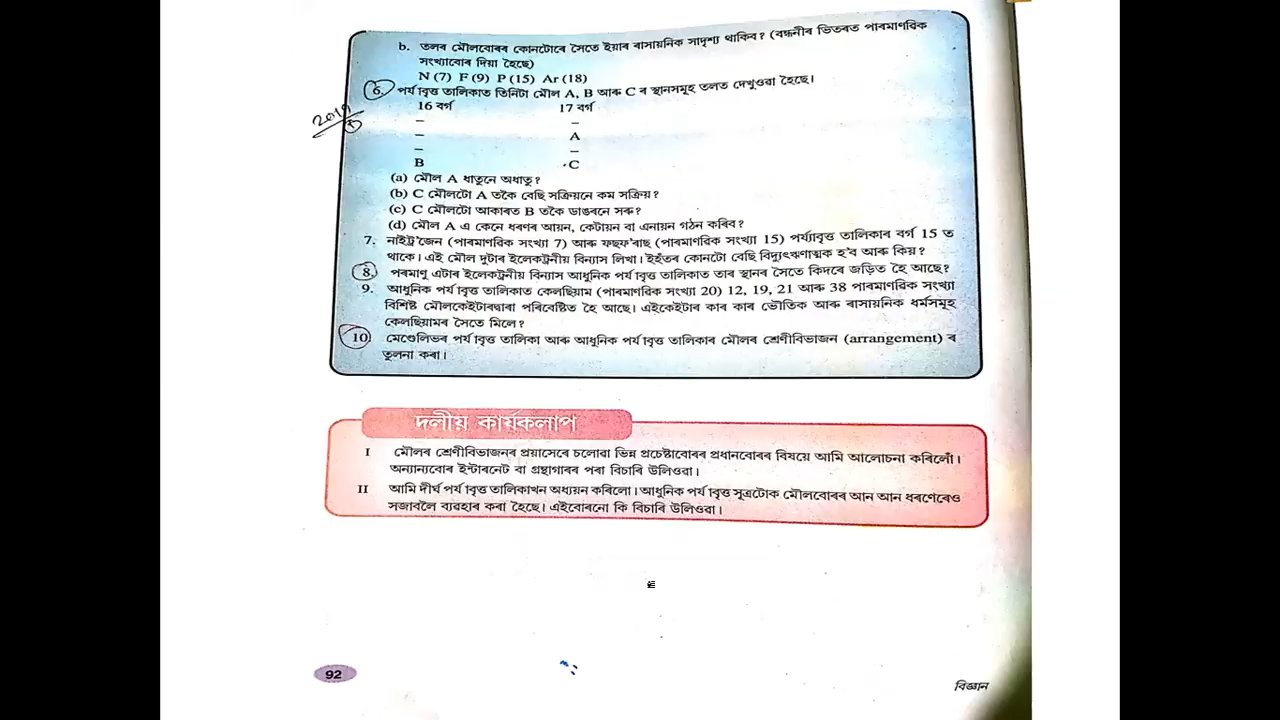 b. তলৰ মৌলবোৰৰ কোনটোৰে সৈতে ইয়াৰ ৰাসায়নিক সাদৃশ্য থাকিব? (বন্ধনীৰ ভিতৰত পাৰমাণৱিক
সংখ্যাবোৰ দিয়া হৈছে)
N (7) F (9) P (15) Ar (18)
6. পৰ্যাবৃত্ত তালিকাত তিনিটা মৌল A, B আৰু C ৰ স্থানসমূহ তলত দেখুওৱা হৈছে।
16 বৰ্গ 17 বৰ্গ
– –
– A
– –
B C
(a) মৌল A ধাতুনে অধাতু?
(b) C মৌলটো A তকৈ বেছি সক্ৰিয়নে কম সক্ৰিয়?
(c) C মৌলটো আকাৰত B তকৈ ডাঙৰনে সৰু?
(d) মৌল A এ কেনে ধৰণৰ আয়ন, কেটায়ন বা এনায়ন গঠন কৰিব?
7. নাইট্ৰ'জেন (পাৰমাণৱিক সংখ্যা 7) আৰু ফছফ'ৰাছ (পাৰমাণৱিক সংখ্যা 15) পৰ্য্যাবৃত্ত তালিকাৰ বৰ্গ 15 ত
থাকে। এই মৌল দুটাৰ ইলেকট্ৰনীয় বিন্যাস লিখা। ইহঁতৰ কোনটো বেছি বিদ্যুৎঋণাত্মক হ'ব আৰু কিয়?
8. পৰমাণু এটাৰ ইলেকট্ৰনীয় বিন্যাস আধুনিক পৰ্যাবৃত্ত তালিকাত তাৰ স্থানৰ সৈতে কিদৰে জড়িত হৈ আছে?
9. আধুনিক পৰ্যাবৃত্ত তালিকাত কেলছিয়াম (পাৰমাণৱিক সংখ্যা 20) 12, 19, 21 আৰু 38 পাৰমাণৱিক সংখ্যা
বিশিষ্ট মৌলকেইটাৰদ্বাৰা পৰিবেষ্টিত হৈ আছে। এইকেইটাৰ কাৰ কাৰ ভৌতিক আৰু ৰাসায়নিক ধৰ্মসমূহ
কেলছিয়ামৰ সৈতে মিলে?
10. মেণ্ডেলিভৰ পৰ্যাবৃত্ত তালিকা আৰু আধুনিক পৰ্যাবৃত্ত তালিকাৰ মৌলৰ শ্ৰেণীবিভাজন (arrangement) ৰ
তুলনা কৰা।
দলীয় কাৰ্যকলাপ
I মৌলৰ শ্ৰেণীবিভাজনৰ প্ৰয়াসেৰে চলোৱা ভিন্ন প্ৰচেষ্টাবোৰৰ প্ৰধানবোৰৰ বিষয়ে আমি আলোচনা কৰিলোঁ।
অন্যান্যবোৰ ইন্টাৰনেট বা গ্ৰন্থাগাৰৰ পৰা বিচাৰি উলিওৱা।
II আমি দীৰ্ঘ পৰ্যাবৃত্ত তালিকাখন অধ্যয়ন কৰিলো। আধুনিক পৰ্যাবৃত্ত সূত্ৰটোক মৌলবোৰৰ আন আন ধৰণেৰেও
সজাবলৈ ব্যৱহাৰ কৰা হৈছে। এইবোৰনো কি বিচাৰি উলিওৱা।
92
বিজ্ঞান